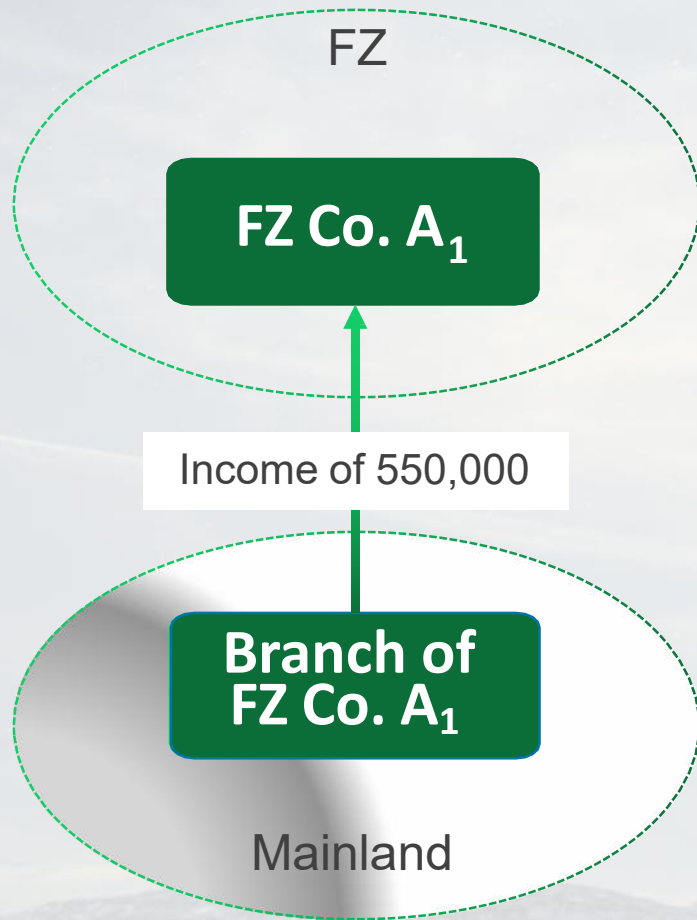 FZ
FZ Co. A₁
Income of 550,000
Branch of
FZ Co. A₁
Mainland